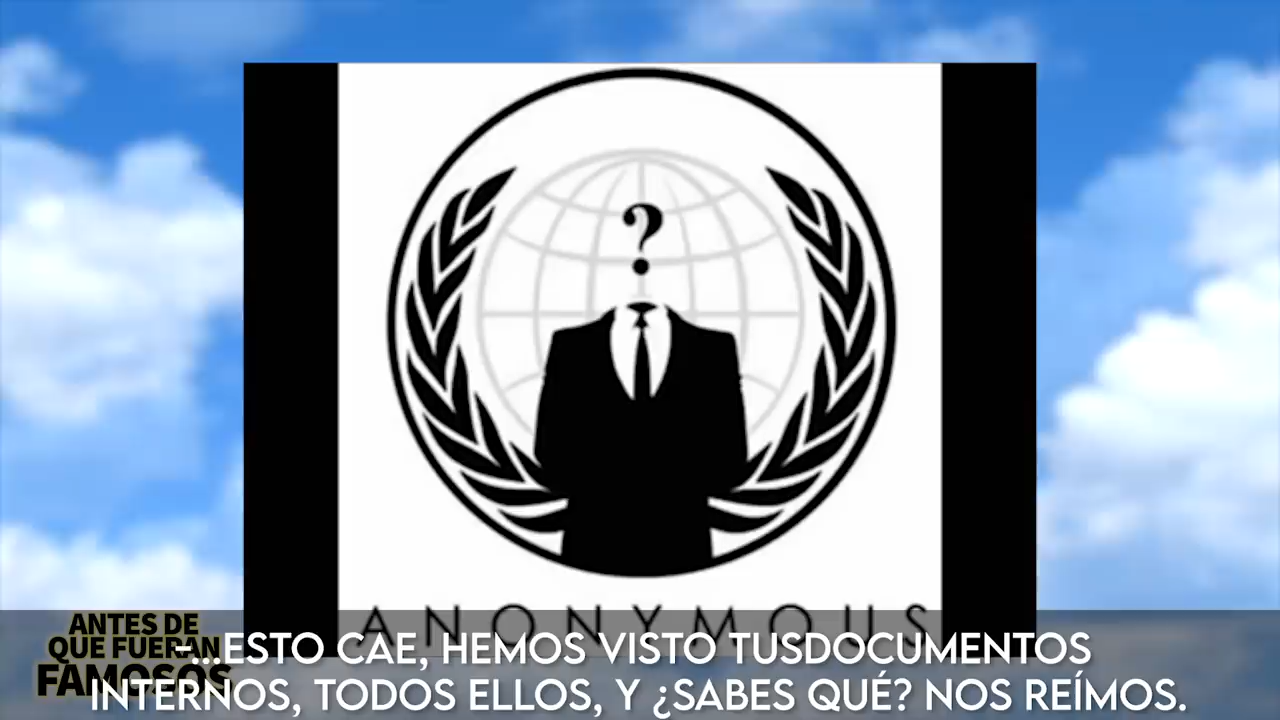 ?
ANONYMOUS
ANTES DE
QUE FUERAN
FAMOSOS
-...ESTO CAE, HEMOS VISTO TUSDOCUMENTOS
INTERNOS, TODOS ELLOS, Y ¿SABES QUÉ? NOS REÍMOS.